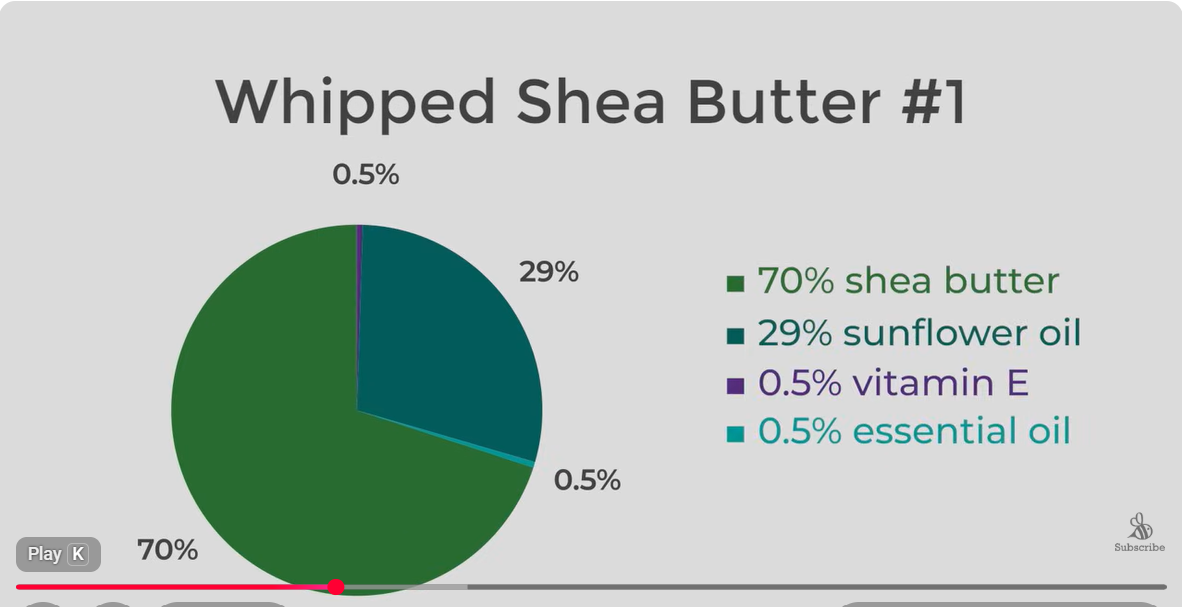 Whipped Shea Butter #1
0.5%
29%
70% shea butter
29% sunflower oil
0.5% vitamin E
0.5% essential oil
0.5%
70%
Play K
Subscribe